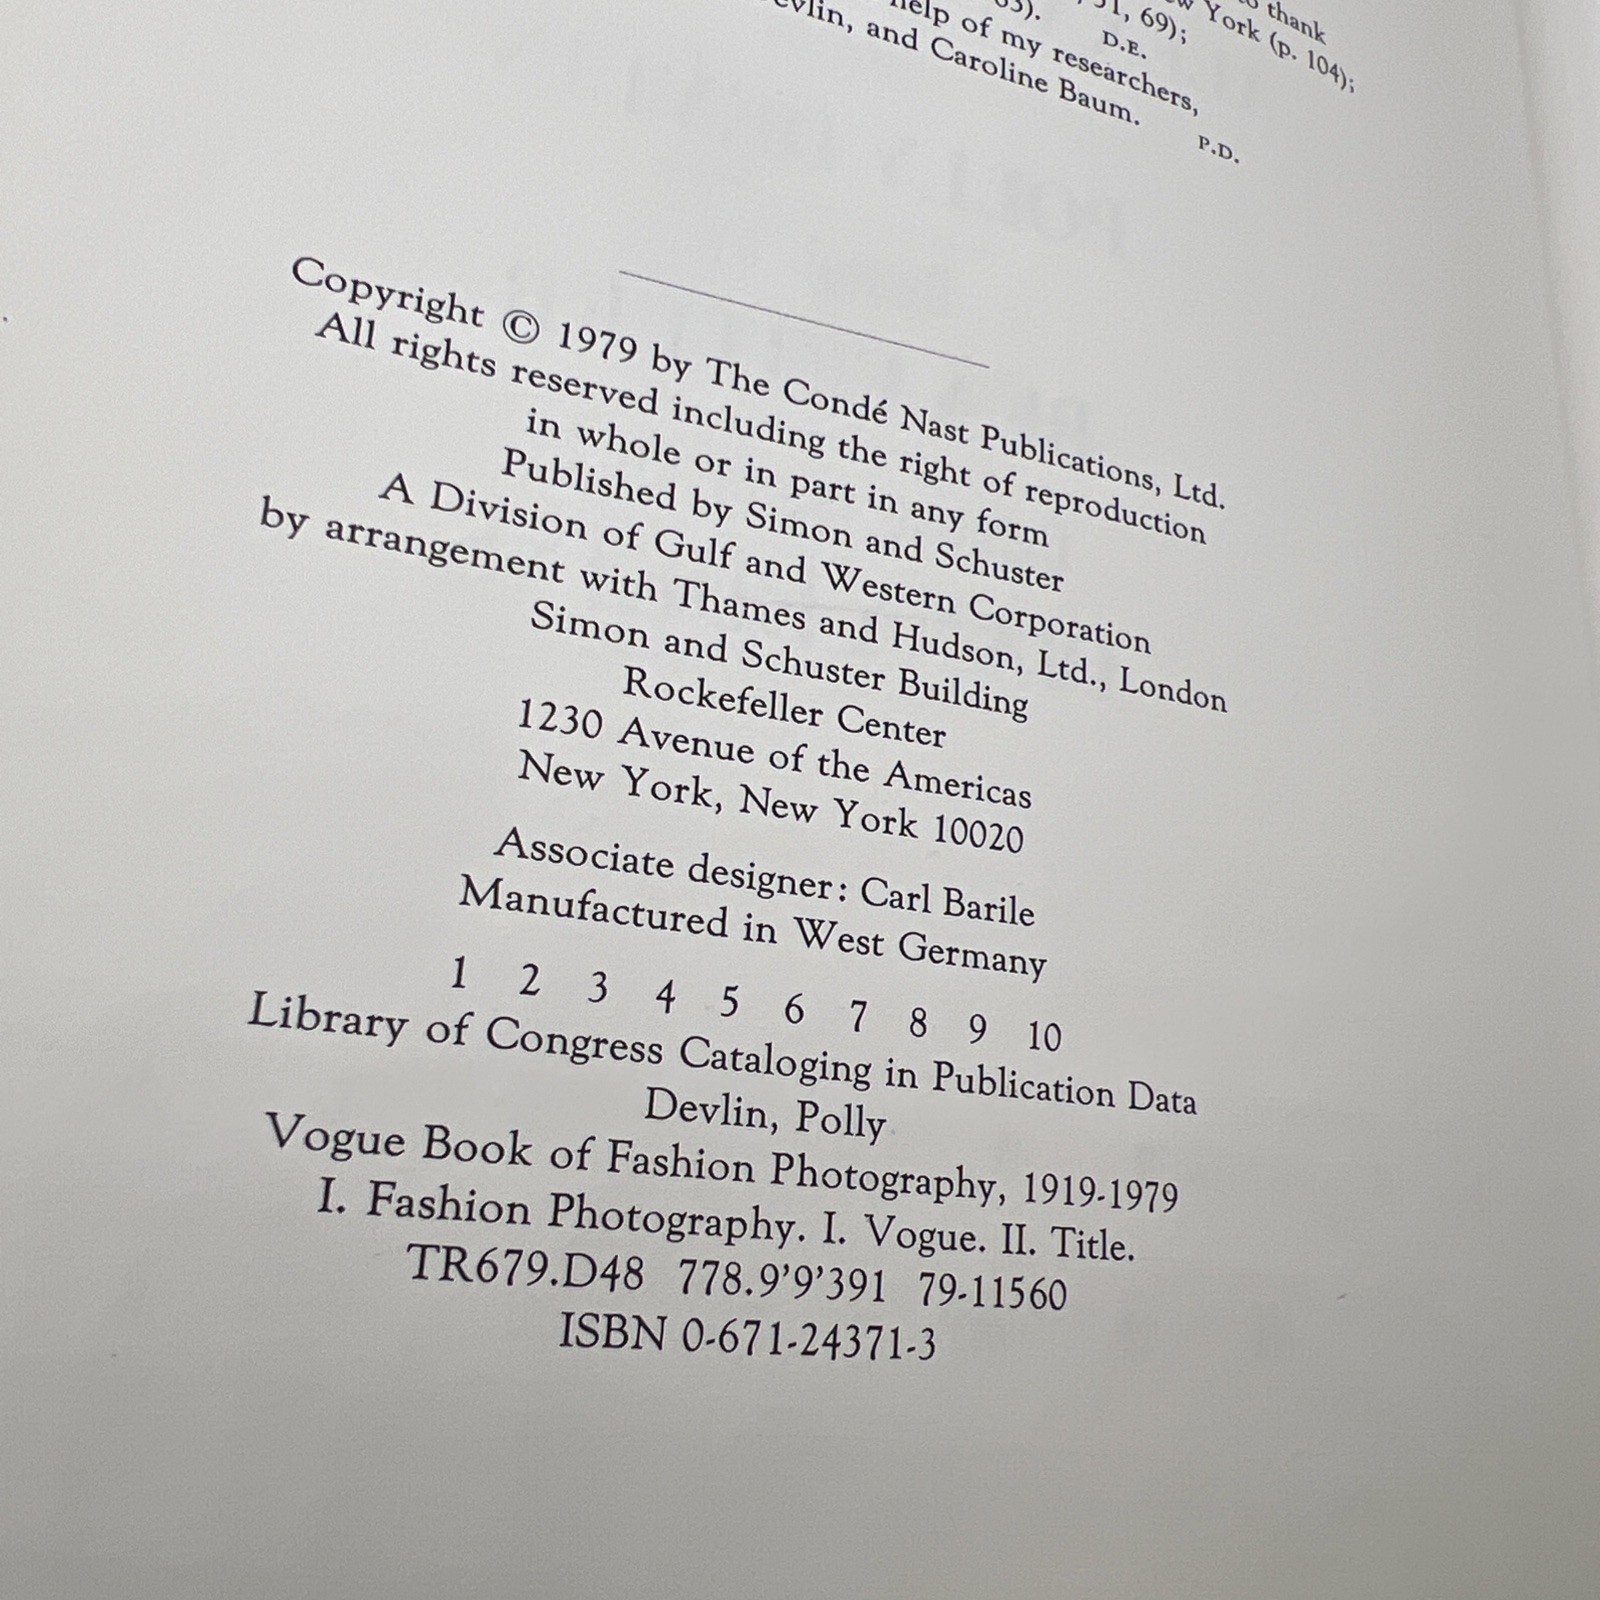 to thank
York (p. 104);
, 69);
D.E.
help of my researchers,
and Caroline Baum.
P.D.
Copyright © 1979 by The Condé Nast Publications, Ltd.
All rights reserved including the right of reproduction
in whole or in part in any form
Published by Simon and Schuster
A Division of Gulf and Western Corporation
by arrangement with Thames and Hudson, Ltd., London
Simon and Schuster Building
Rockefeller Center
1230 Avenue of the Americas
New York, New York 10020
Associate designer: Carl Barile
Manufactured in West Germany
1 2 3 4 5 6 7 8 9 10
Library of Congress Cataloging in Publication Data
Devlin, Polly
Vogue Book of Fashion Photography, 1919-1979
I. Fashion Photography. I. Vogue. II. Title.
TR679.D48 778.9'9'391 79-11560
ISBN 0-671-24371-3